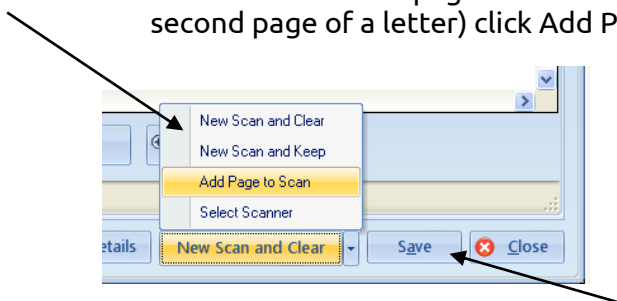 second page of a letter) click Add P
New Scan and Clear
New Scan and Keep
Add Page to Scan
Select Scanner
etails New Scan and Clear Save Close